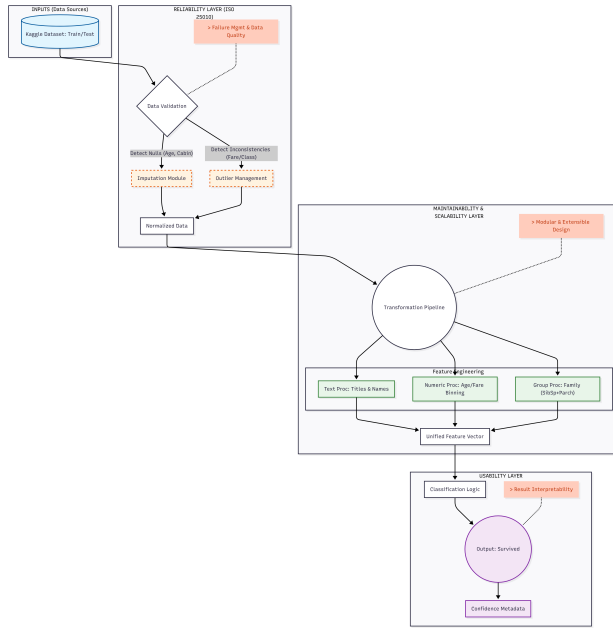 INPUTS (Data Sources)
Kaggle Dataset: Train/Test
RELIABILITY LAYER (ISO
25010)
Failure Mgmt & Data
Quality
Data Validation
Detect Nulls (Age, Cabin)
Detect Inconsistencies
(Fare/Class)
Imputation Module
Outlier Management
Normalized Data
MAINTAINABILITY &
SCALABILITY LAYER
Modular & Extensible
Design
Transformation Pipeline
Feature Engineering
Text Proc: Titles & Names
Numeric Proc: Age/Fare
Binning
Group Proc: Family
(SibSp+Parch)
Unified Feature Vector
USABILITY LAYER
Classification Logic
Result Interpretability
Output: Survived
Confidence Metadata